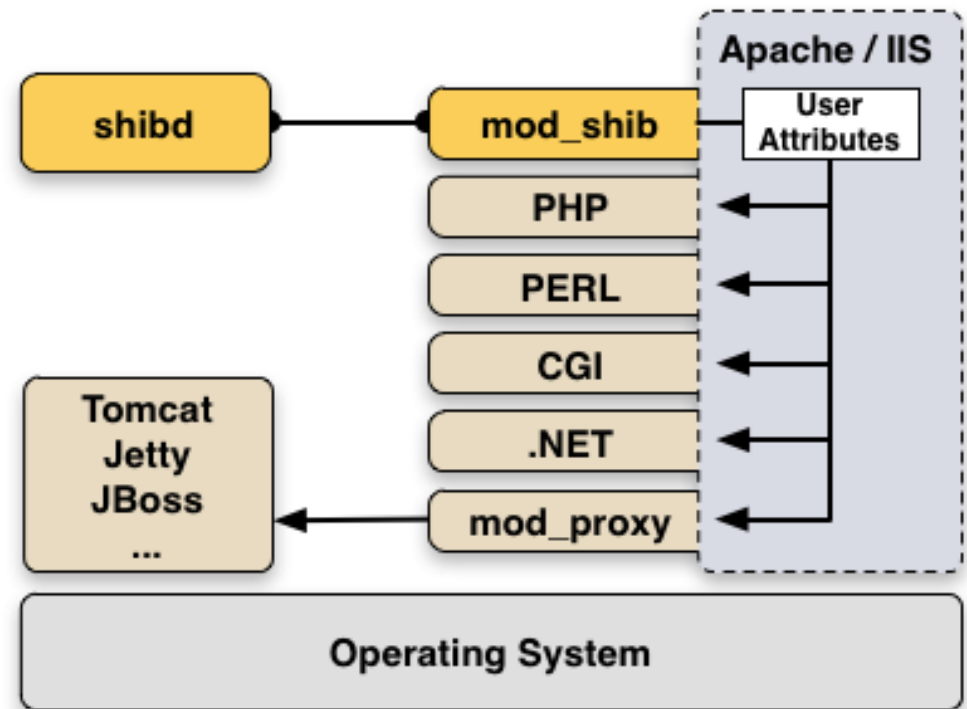 Apache / IIS
shibd
mod_shib
User
Attributes
PHP
PERL
CGI
.NET
mod_proxy
Tomcat
Jetty
JBoss
...
Operating System